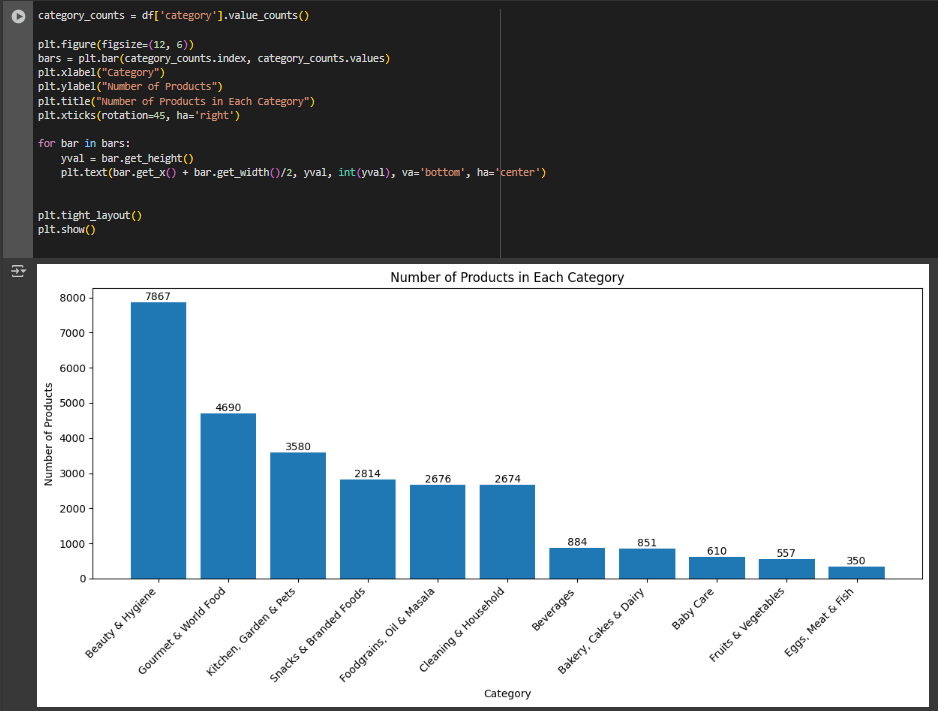 category_counts = df['category'].value_counts()
plt.figure(figsize=(12, 6))
bars = plt.bar(category_counts.index, category_counts.values)
plt.xlabel("Category")
plt.ylabel("Number of Products")
plt.title("Number of Products in Each Category")
plt.xticks(rotation=45, ha='right')
for bar in bars:
    yval = bar.get_height()
    plt.text(bar.get_x() + bar.get_width()/2, yval, int(yval), va='bottom', ha='center')
plt.tight_layout()
plt.show()
Number of Products in Each Category
Number of Products
8000
7000
6000
5000
4000
3000
2000
1000
0
7867
4690
3580
2814
2676
2674
884
851
610
557
350
Beauty & Hygiene
Gourmet & World Food
Kitchen, Garden & Pets
Snacks & Branded Foods
Foodgrains, Oil & Masala
Cleaning & Household
Beverages
Bakery, Cakes & Dairy
Baby Care
Fruits & Vegetables
Eggs, Meat & Fish
Category